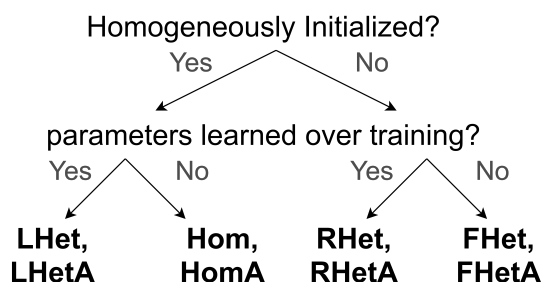 Homogeneously Initialized?
Yes No
parameters learned over training?
Yes No Yes No
LHet, Hom, RHet, FHet,
LHetA HomA RHetA FHetA